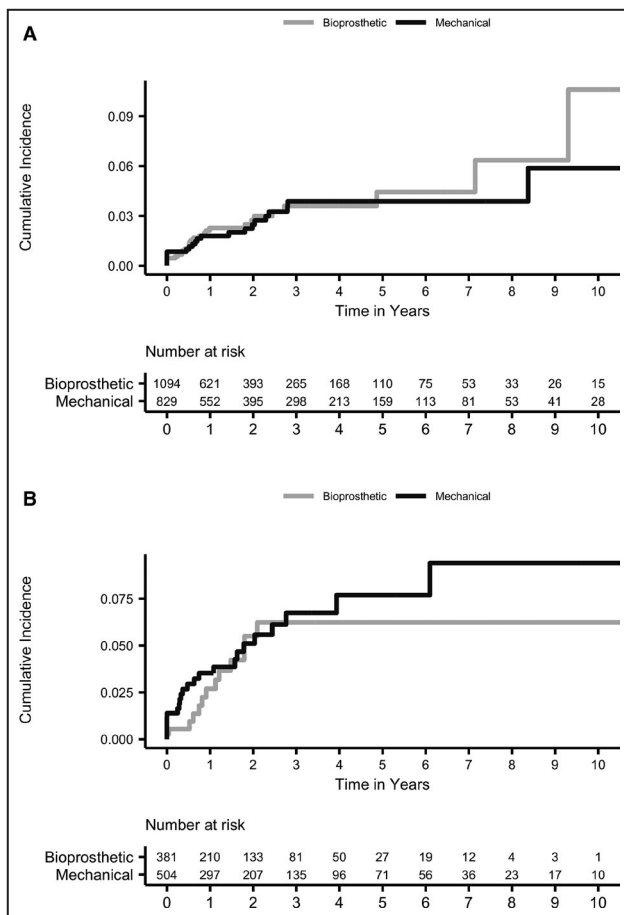 A
Bioprosthetic Mechanical
Cumulative Incidence
0.09
0.06
0.03
0.00
0 1 2 3 4 5 6 7 8 9 10
Time in Years
Number at risk
Bioprosthetic 1094 621 393 265 168 110 75 53 33 26 15
Mechanical 829 552 395 298 213 159 113 81 53 41 28
0 1 2 3 4 5 6 7 8 9 10
B
Bioprosthetic Mechanical
Cumulative Incidence
0.075
0.050
0.025
0.000
0 1 2 3 4 5 6 7 8 9 10
Time in Years
Number at risk
Bioprosthetic 381 210 133 81 50 27 19 12 4 3 1
Mechanical 504 297 207 135 96 71 56 36 23 17 10
0 1 2 3 4 5 6 7 8 9 10